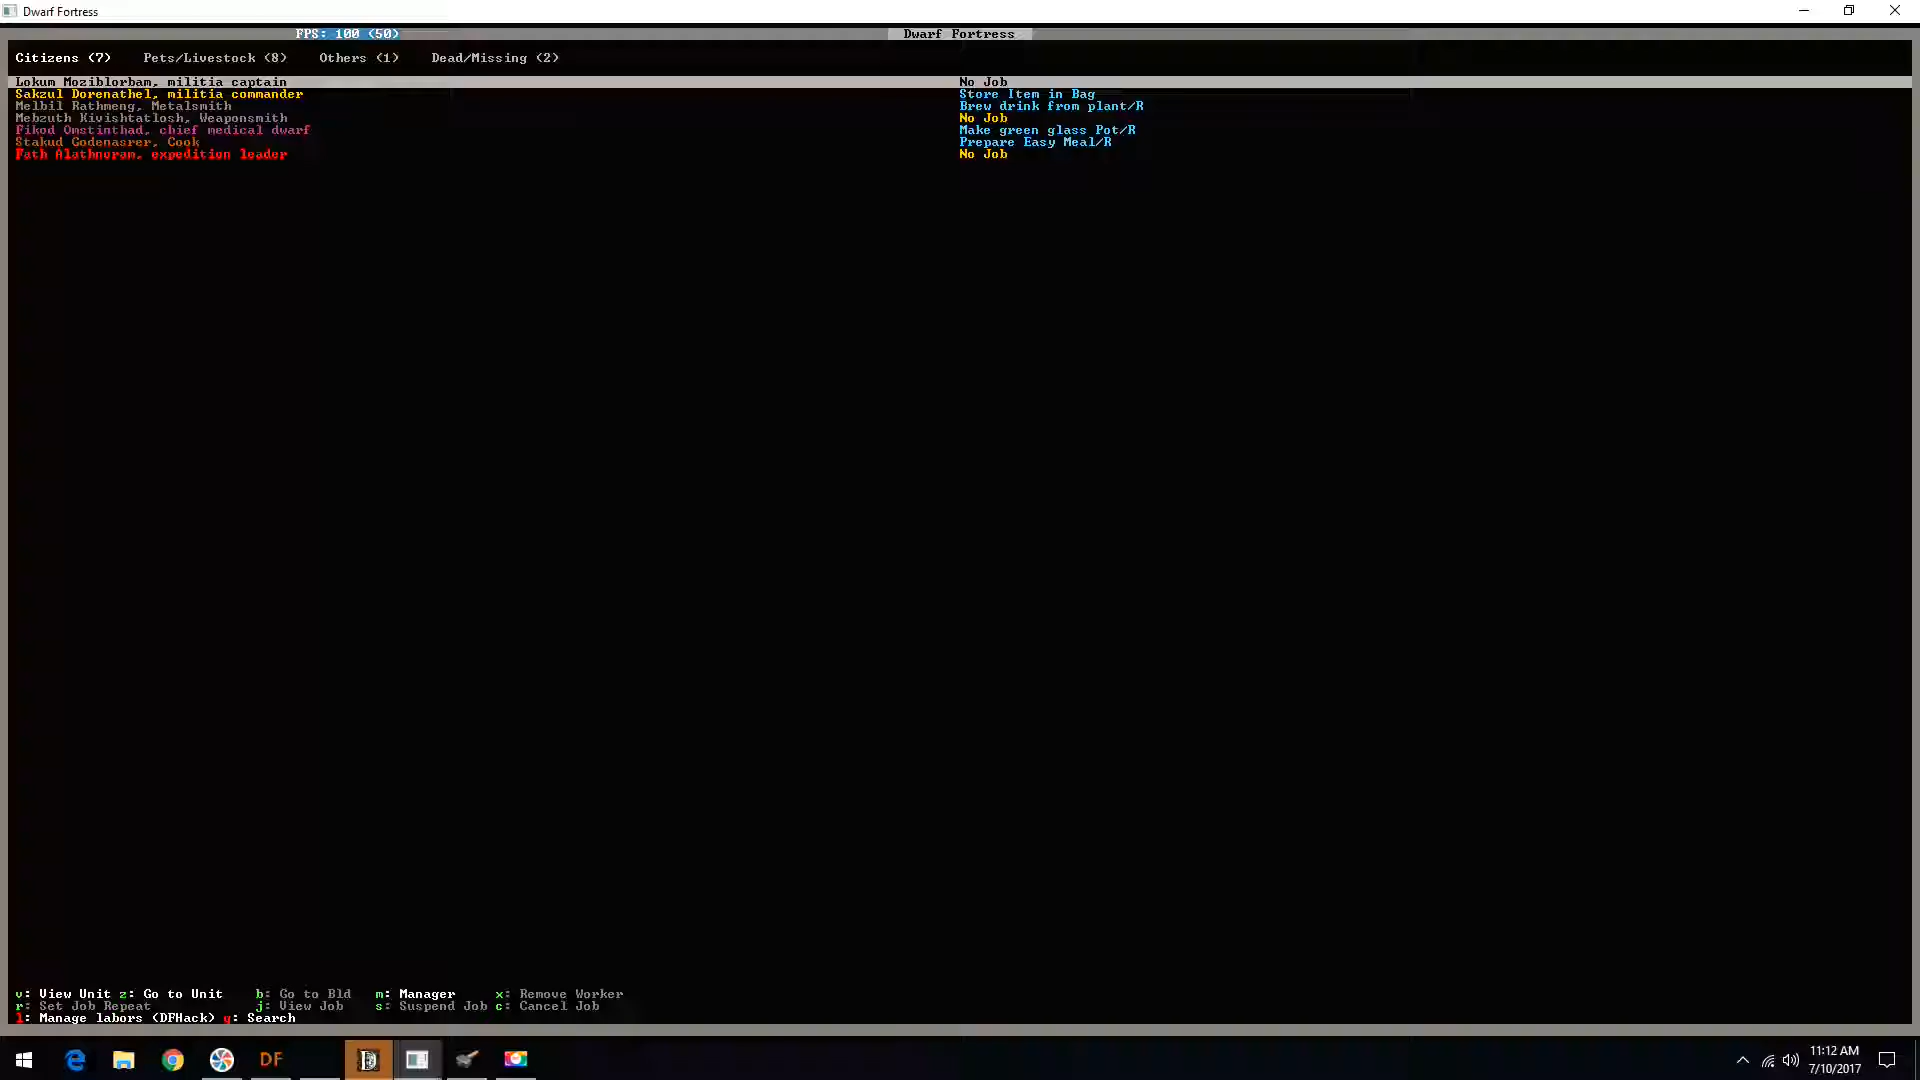 Dwarf Fortress
FPS: 100 (50) Dwarf Fortress
Citizens (7) Pets/Livestock (8) Others (1) Dead/Missing (2)
Lokum Moziblorbam, militia captain No Job
Sakzul Dorenathel, militia commander Store Item in Bag
Melbil Rathmeng, Metalsmith Brew drink from plant/R
Mebzuth Kivishtatlosh, Weaponsmith No Job
Fikod Omstinthad, chief medical dwarf Make green glass Pot/R
Stakud Godenasrer, Cook Prepare Easy Meal/R
Fath Alathnoram, expedition leader No Job
v: View Unit z: Go to Unit b: Go to Bld m: Manager x: Remove Worker
r: Set Job Repeat j: View Job s: Suspend Job c: Cancel Job
l: Manage labors (DFHack) q: Search
DF
11:12 AM
7/10/2017